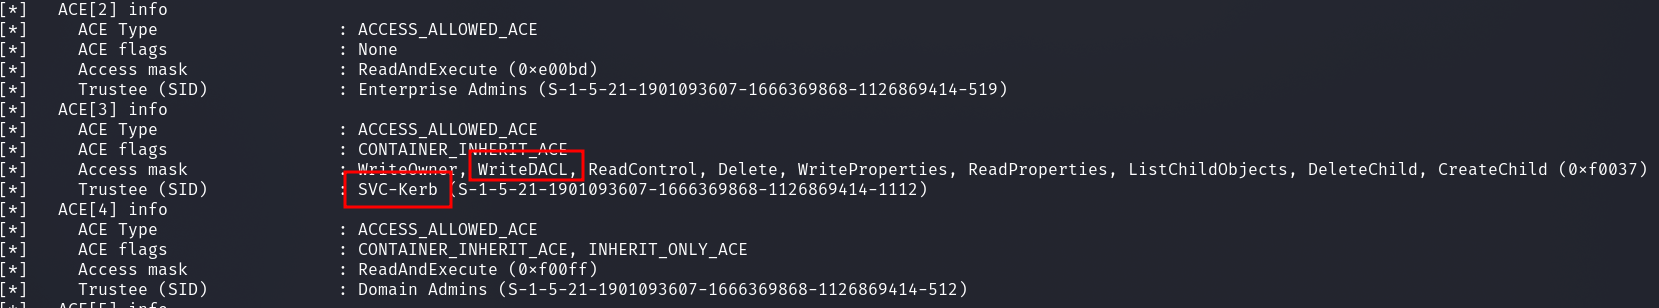 [*] ACE[2] info
[*] ACE Type : ACCESS_ALLOWED_ACE
[*] ACE flags : None
[*] Access mask : ReadAndExecute (0×e00bd)
[*] Trustee (SID) : Enterprise Admins (S-1-5-21-1901093607-1666369868-1126869414-519)
[*] ACE[3] info
[*] ACE Type : ACCESS_ALLOWED_ACE
[*] ACE flags : CONTAINER_INHERIT_ACE
[*] Access mask : WriteOwner, WriteDACL, ReadControl, Delete, WriteProperties, ReadProperties, ListChildObjects, DeleteChild, CreateChild (0×f0037)
[*] Trustee (SID) : SVC-Kerb (S-1-5-21-1901093607-1666369868-1126869414-1112)
[*] ACE[4] info
[*] ACE Type : ACCESS_ALLOWED_ACE
[*] ACE flags : CONTAINER_INHERIT_ACE, INHERIT_ONLY_ACE
[*] Access mask : ReadAndExecute (0×f00ff)
[*] Trustee (SID) : Domain Admins (S-1-5-21-1901093607-1666369868-1126869414-512)
[*] ACE[5] info